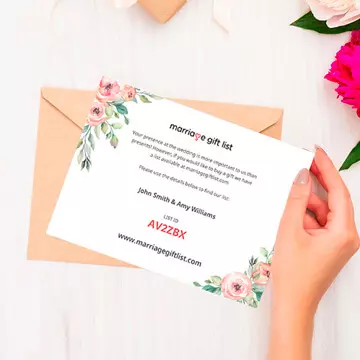 marriage gift list
Your presence at the wedding is more important to us than
presents! However, if you would like to buy a gift we have
a list available at marriagegiftlist.com
Please use the details below to find our list:
John Smith & Amy Williams
LIST ID
AV2ZBX
www.marriagegiftlist.com